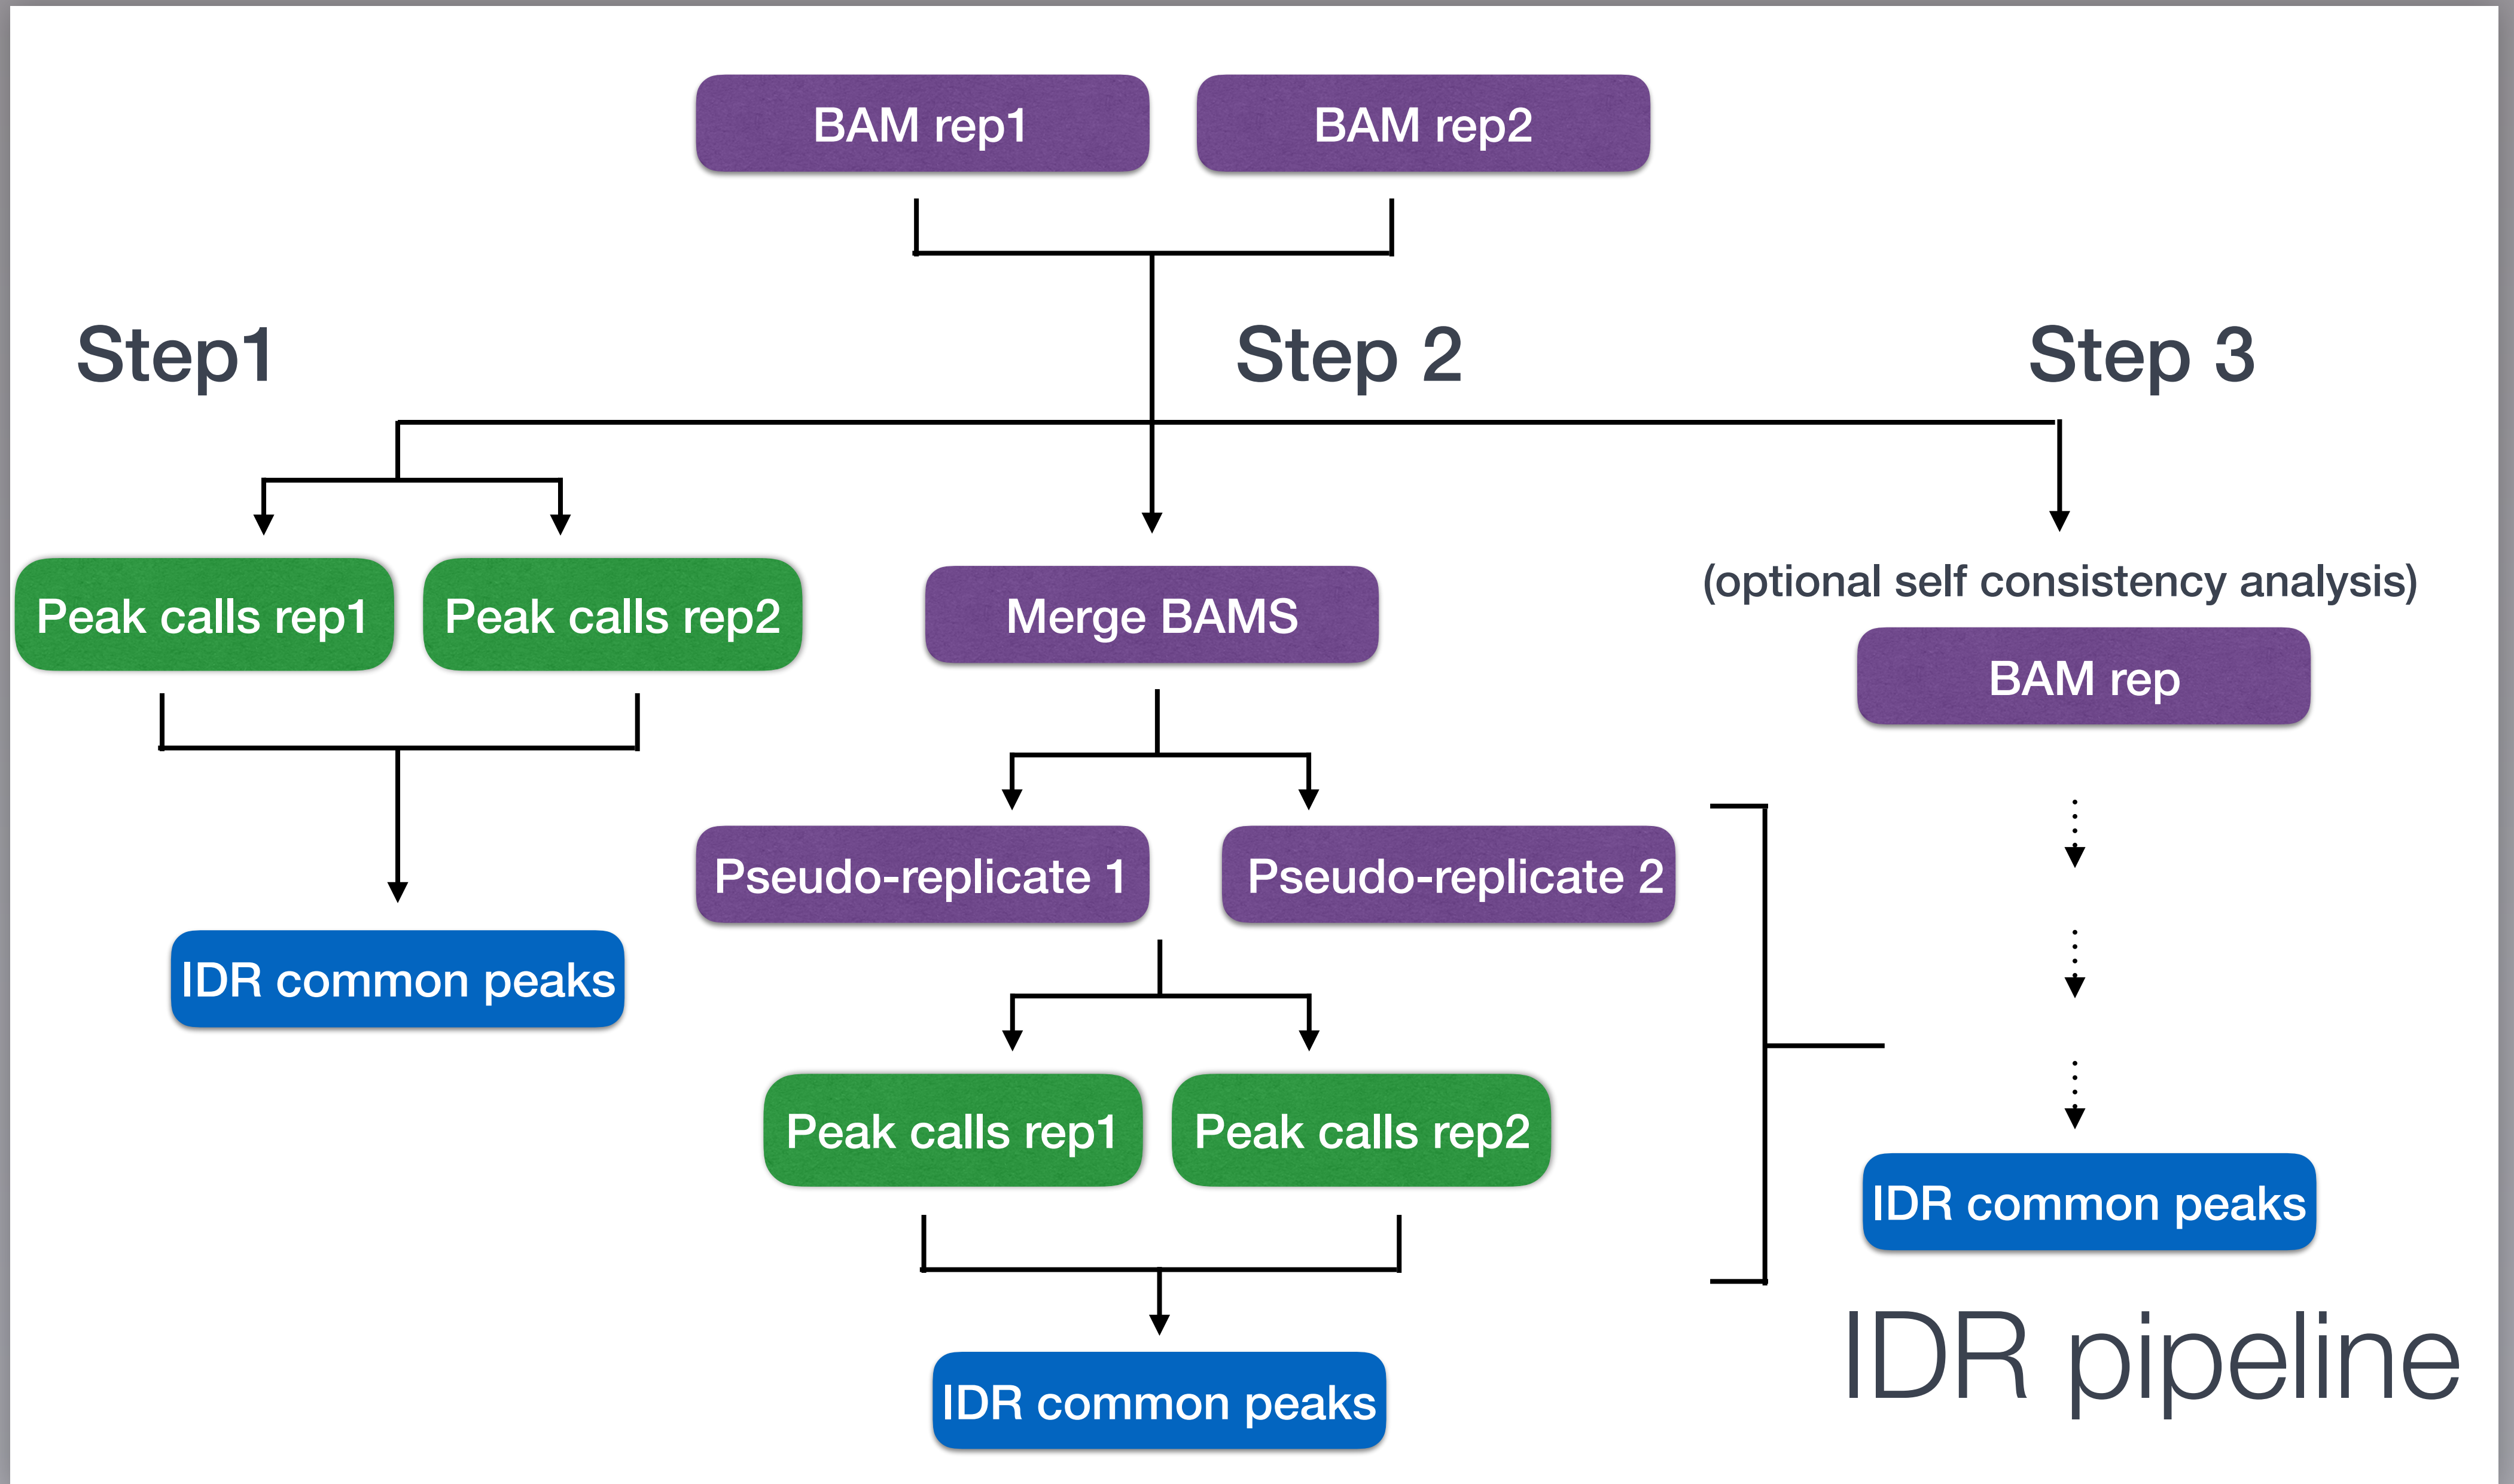 BAM rep1
BAM rep2
Step1
Step 2
Step 3
Peak calls rep1
Peak calls rep2
Merge BAMS
(optional self consistency analysis)
BAM rep
Pseudo-replicate 1
Pseudo-replicate 2
IDR common peaks
Peak calls rep1
Peak calls rep2
IDR common peaks
IDR pipeline
IDR common peaks